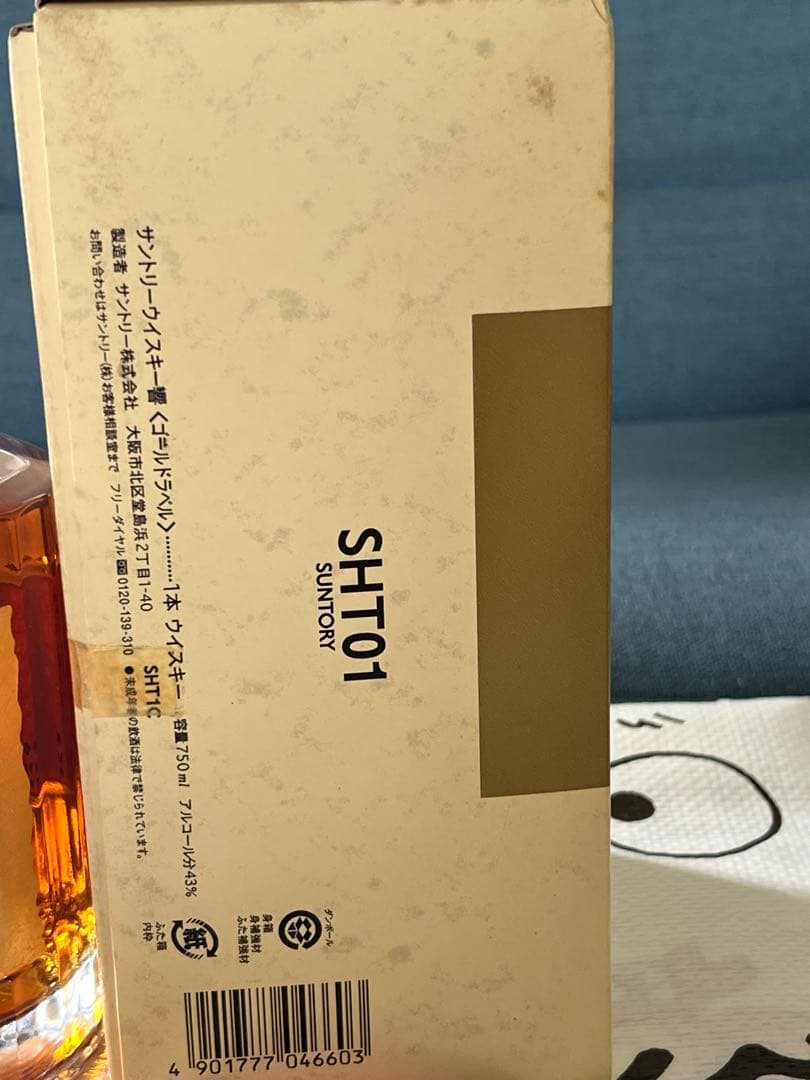 サントリーウイスキー響〈ゴールドラベル〉………1本 ウイスキー 容量750ml アルコール分43%
製造者 サントリー株式会社 大阪市北区堂島浜2丁目1-40 SHT1C
お問い合わせはサントリー(株)お客様相談室まで フリーダイヤル 0120-139-310 ●未成年者の飲酒は法律で禁じられています。
SHT01
SUNTORY
ダンボール
身箱
身補強材
ふた補強材
紙
ふた箱
内枠
4 901777 046603